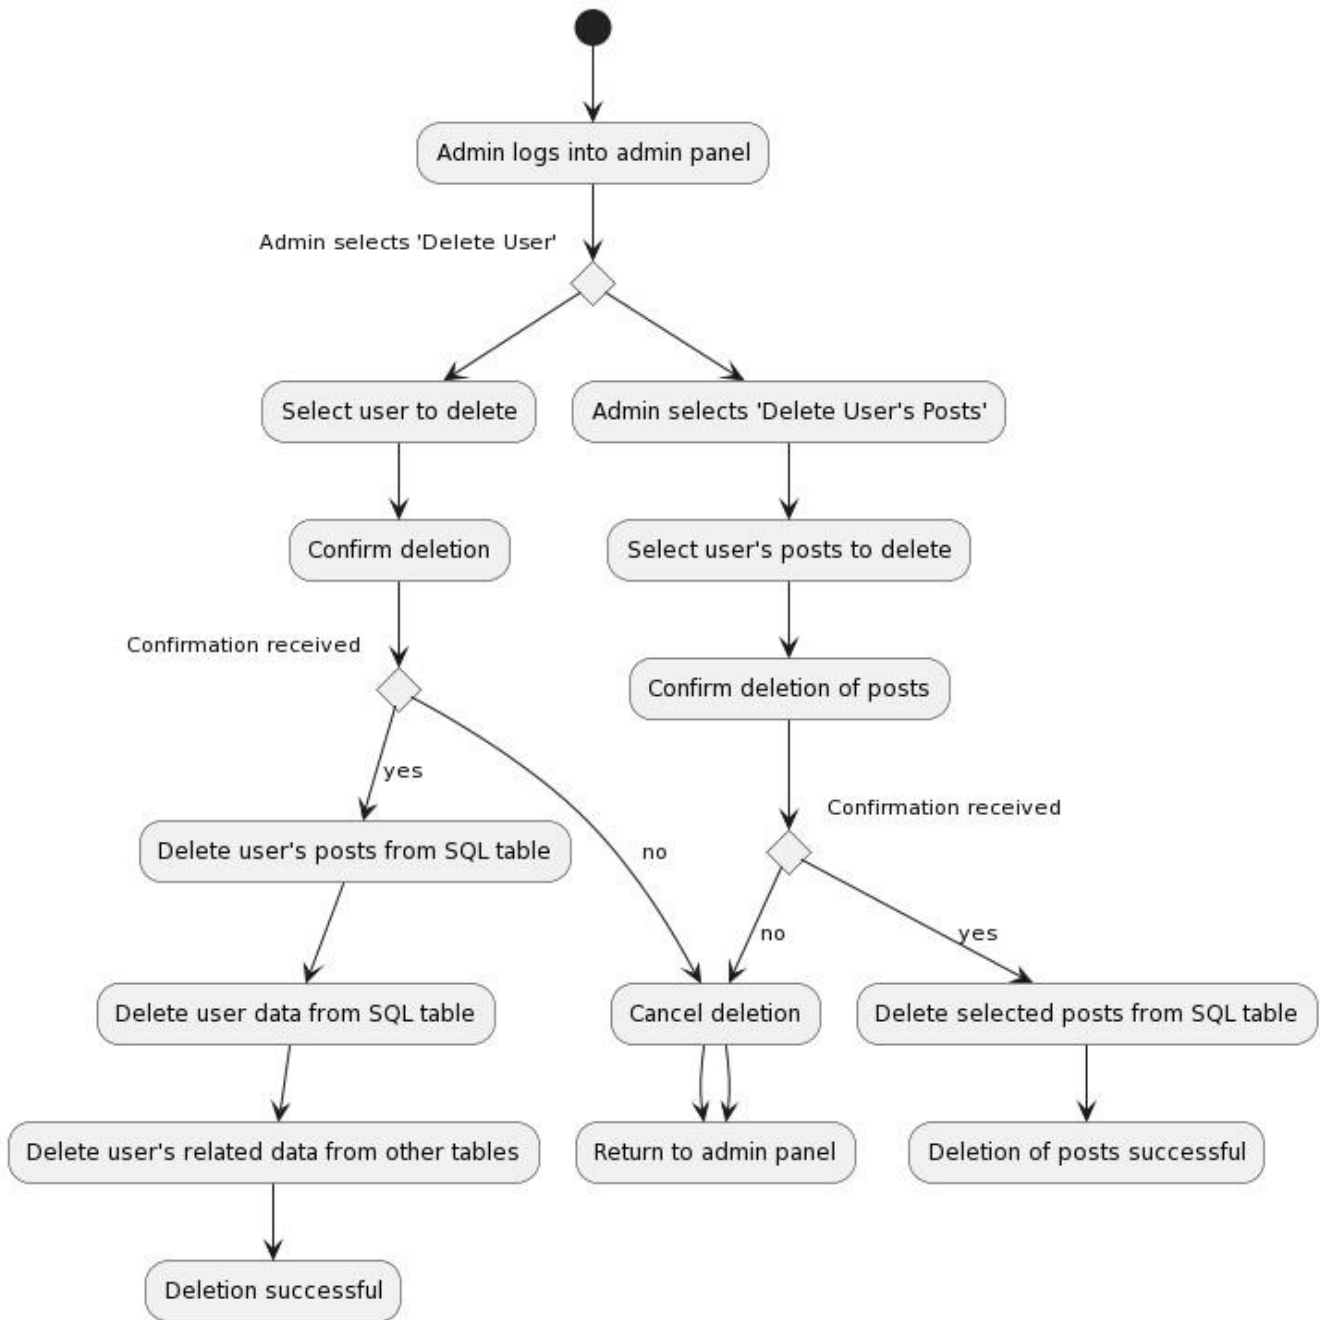 Admin logs into admin panel
Admin selects 'Delete User'
Select user to delete
Admin selects 'Delete User's Posts'
Confirm deletion
Select user's posts to delete
Confirmation received
Confirm deletion of posts
yes
Confirmation received
Delete user's posts from SQL table
no
no
yes
Delete user data from SQL table
Cancel deletion
Delete selected posts from SQL table
Delete user's related data from other tables
Return to admin panel
Deletion of posts successful
Deletion successful